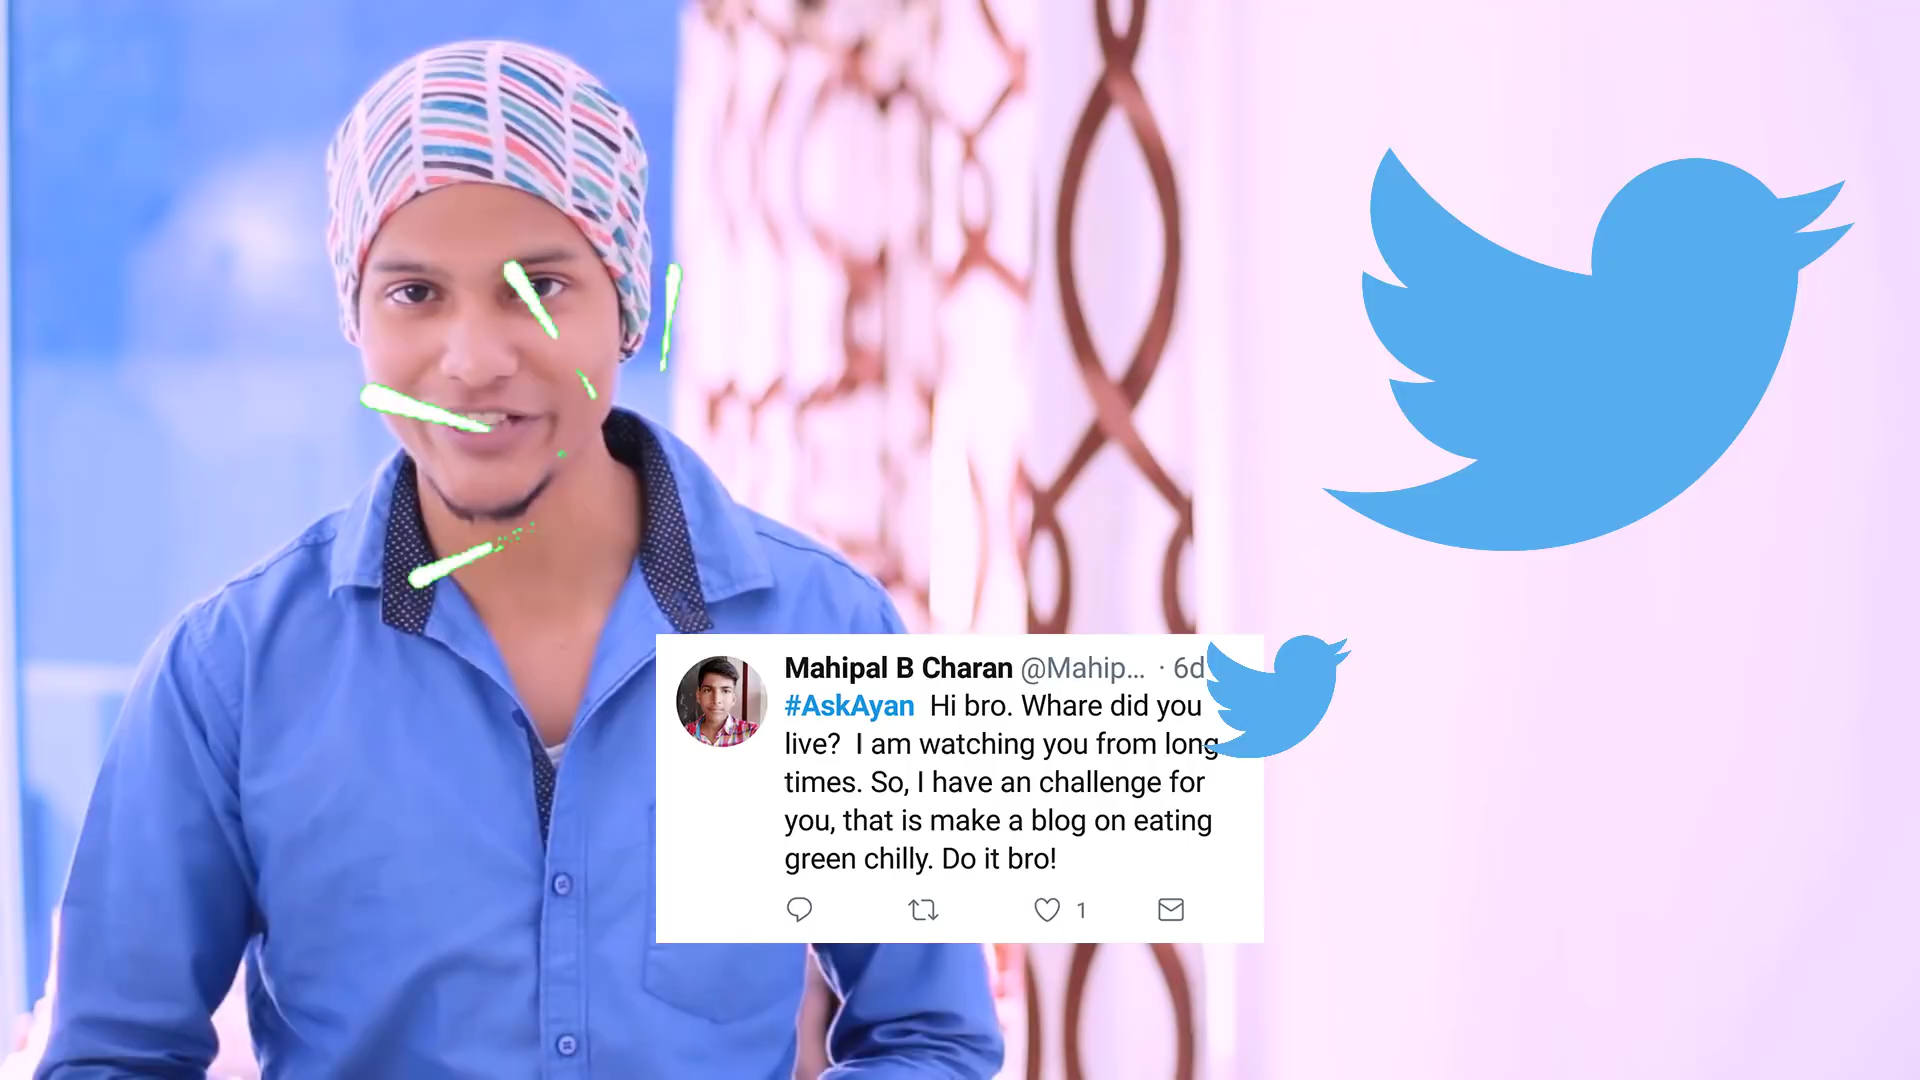 Mahipal B Charan @Mahip... · 6d
#AskAyan Hi bro. Whare did you
live? I am watching you from long
times. So, I have an challenge for
you, that is make a blog on eating
green chilly. Do it bro!
1